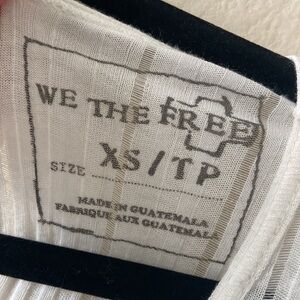 WE THE FREE
SIZE XS/TP
MADE IN GUATEMALA
FABRIQUE AUX GUATEMALA